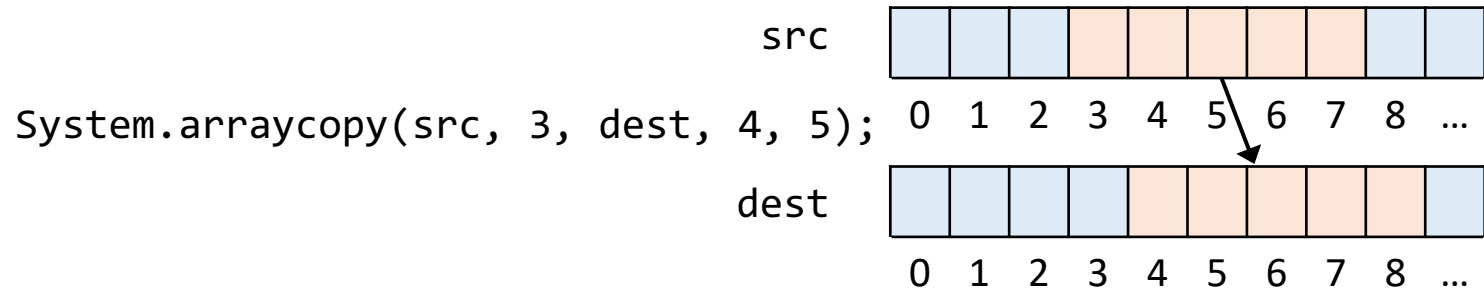 src
System.arraycopy(src, 3, dest, 4, 5);
0 1 2 3 4 5 6 7 8 …
dest
0 1 2 3 4 5 6 7 8 …